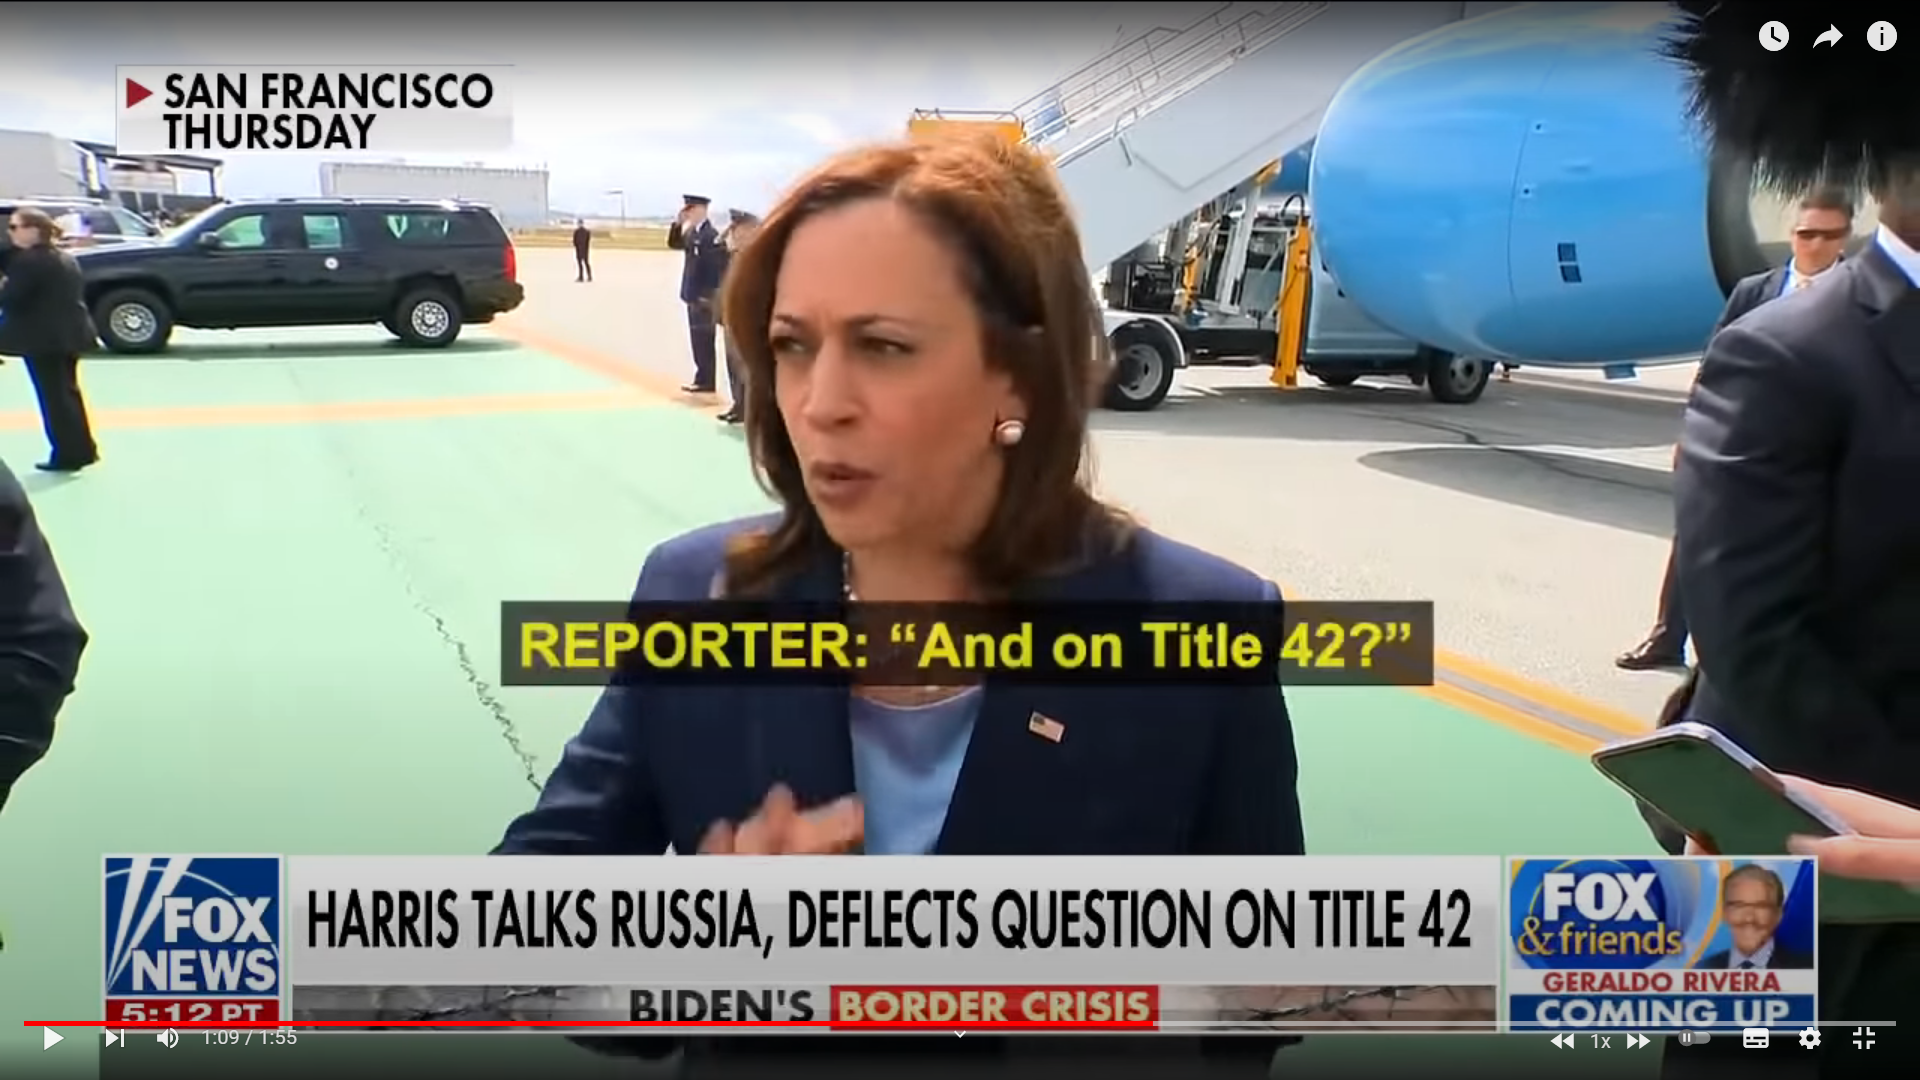 SAN FRANCISCO
THURSDAY
REPORTER: “And on Title 42?”
FOX
NEWS
5:12 PT
HARRIS TALKS RUSSIA, DEFLECTS QUESTION ON TITLE 42
BIDEN'S BORDER CRISIS
FOX
& friends
GERALDO RIVERA
COMING UP
1:09 / 1:55
1x